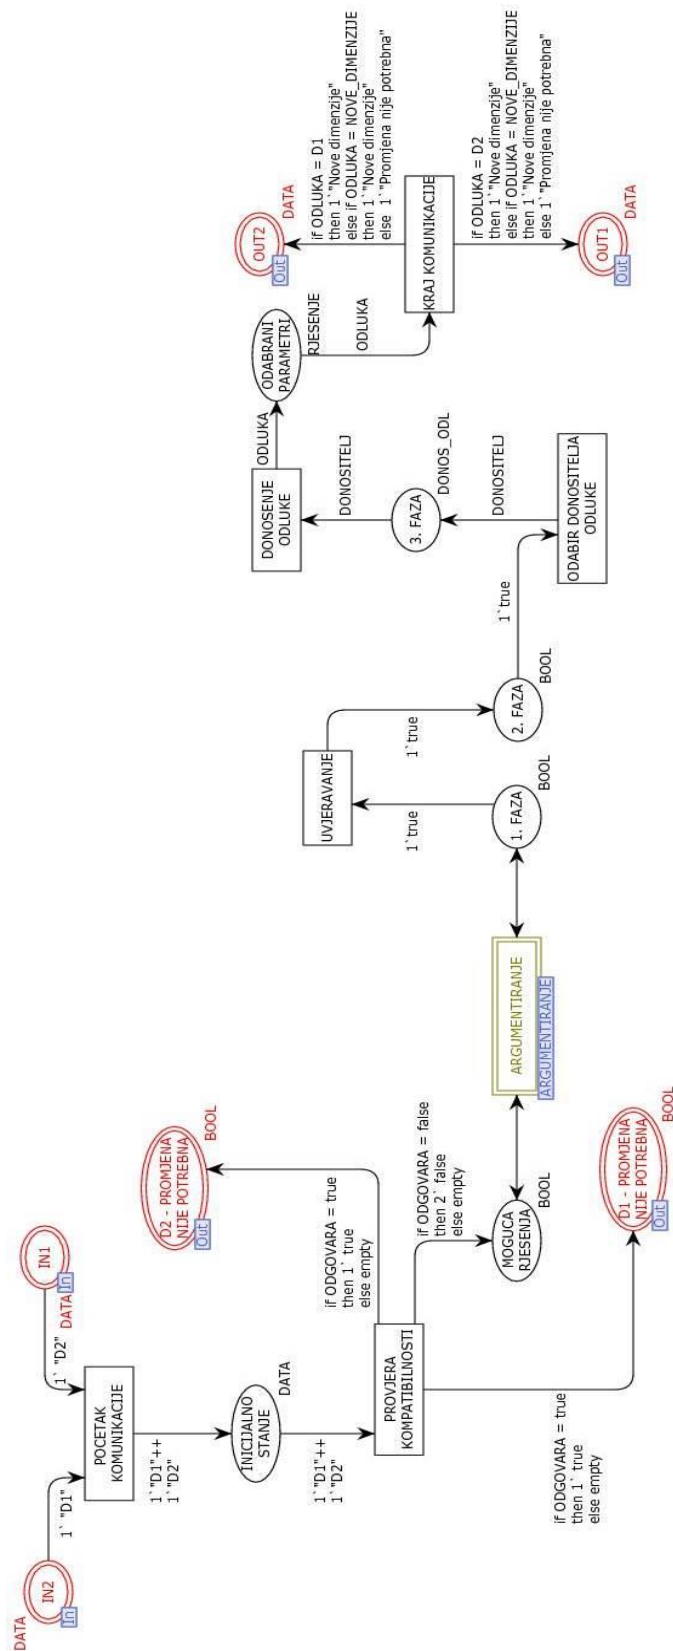 DATA
IN2
In
1` "D1"
IN1
In
DATA
1` "D2"
POCETAK
KOMUNIKACIJE
1`"D1"++
1`"D2"
INICIJALNO
STANJE
DATA
1`"D1"++
1`"D2"
PROVJERA
KOMPATIBILNOSTI
if ODGOVARA = true
then 1` true
else empty
D2 - PROMJENA
NIJE POTREBNA
Out
BOOL
if ODGOVARA = false
then 2` false
else empty
MOGUCA
RJESENJA
BOOL
if ODGOVARA = true
then 1` true
else empty
D1 - PROMJENA
NIJE POTREBNA
Out
BOOL
ARGUMENTIRANJE
ARGUMENTIRANJE
1. FAZA
BOOL
1`true
UVJERAVANJE
1`true
2. FAZA
BOOL
1`true
ODABIR DONOSITELJA
ODLUKE
DONOSITELJ
3. FAZA
DONOS_ODL
DONOSITELJ
DONOSENJE
ODLUKE
ODLUKA
ODABRANI
PARAMETRI
RJESENJE
ODLUKA
KRAJ KOMUNIKACIJE
if ODLUKA = D1
then 1`"Nove dimenzije"
else if ODLUKA = NOVE_DIMENZIJE
then 1`"Nove dimenzije"
else 1`"Promjena nije potrebna"
OUT2
Out
DATA
if ODLUKA = D2
then 1`"Nove dimenzije"
else if ODLUKA = NOVE_DIMENZIJE
then 1`"Nove dimenzije"
else 1`"Promjena nije potrebna"
OUT1
Out
DATA